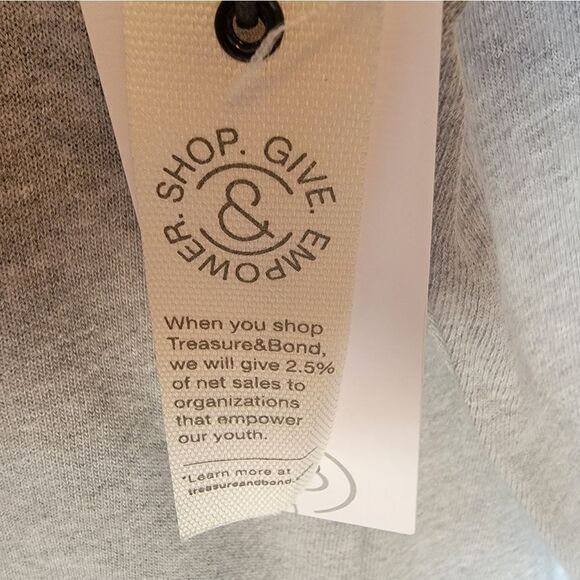 SHOP. GIVE. EMPOWER.
&
When you shop
Treasure&Bond,
we will give 2.5%
of net sales to
organizations
that empower
our youth.
*Learn more at
treasureandbond.